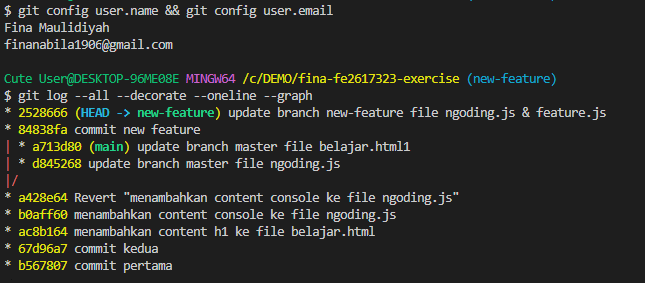 $ git config user.name && git config user.email
Fina Maulidiyah
finanabila1906@gmail.com
Cute User@DESKTOP-96ME08E MINGW64 /c/DEMO/fina-fe2617323-exercise (new-feature)
$ git log --all --decorate --oneline --graph
* 2528666 (HEAD -> new-feature) update branch new-feature file ngoding.js & feature.js
* 84838fa commit new feature
| * a713d80 (main) update branch master file belajar.html1
| * d845268 update branch master file ngoding.js
|/
* a428e64 Revert "menambahkan content console ke file ngoding.js"
* b0aff60 menambahkan content console ke file ngoding.js
* ac8b164 menambahkan content h1 ke file belajar.html
* 67d96a7 commit kedua
* b567807 commit pertama